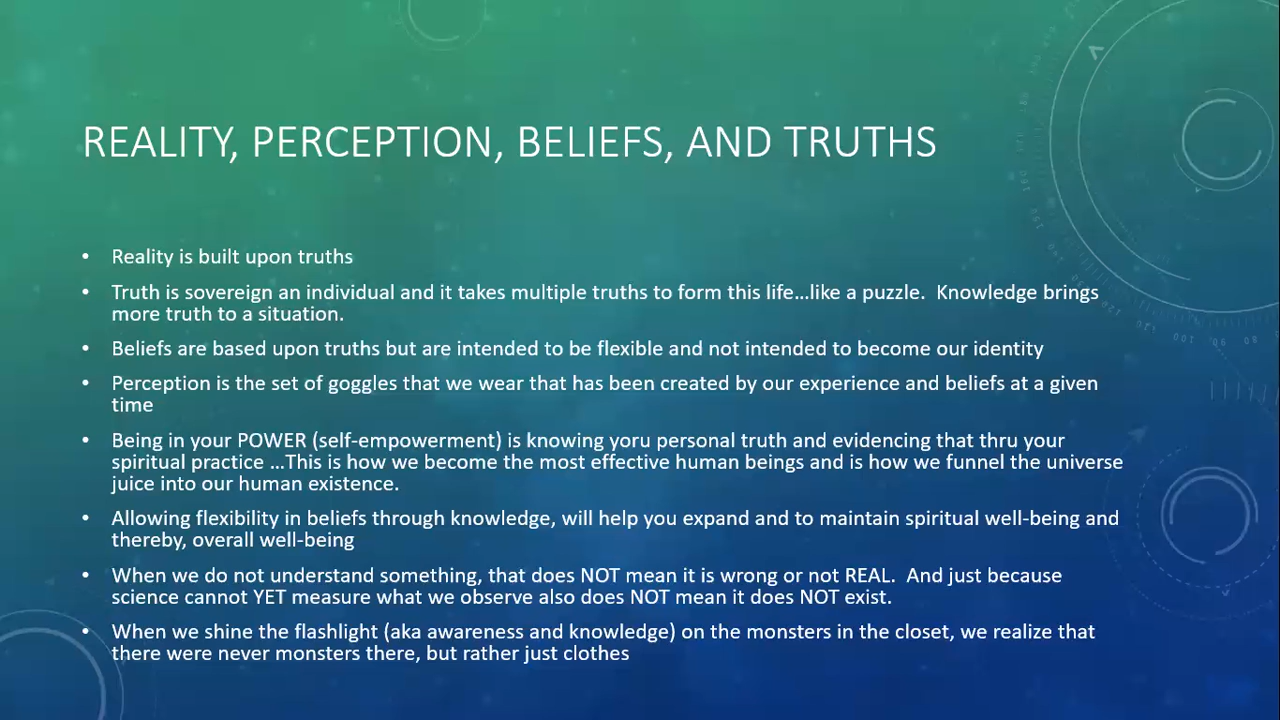 REALITY, PERCEPTION, BELIEFS, AND TRUTHS
• Reality is built upon truths
• Truth is sovereign an individual and it takes multiple truths to form this life...like a puzzle.  Knowledge brings
more truth to a situation.
• Beliefs are based upon truths but are intended to be flexible and not intended to become our identity
• Perception is the set of goggles that we wear that has been created by our experience and beliefs at a given
time
• Being in your POWER (self-empowerment) is knowing yoru personal truth and evidencing that thru your
spiritual practice ...This is how we become the most effective human beings and is how we funnel the universe
juice into our human existence.
• Allowing flexibility in beliefs through knowledge, will help you expand and to maintain spiritual well-being and
thereby, overall well-being
• When we do not understand something, that does NOT mean it is wrong or not REAL.  And just because
science cannot YET measure what we observe also does NOT mean it does NOT exist.
• When we shine the flashlight (aka awareness and knowledge) on the monsters in the closet, we realize that
there were never monsters there, but rather just clothes